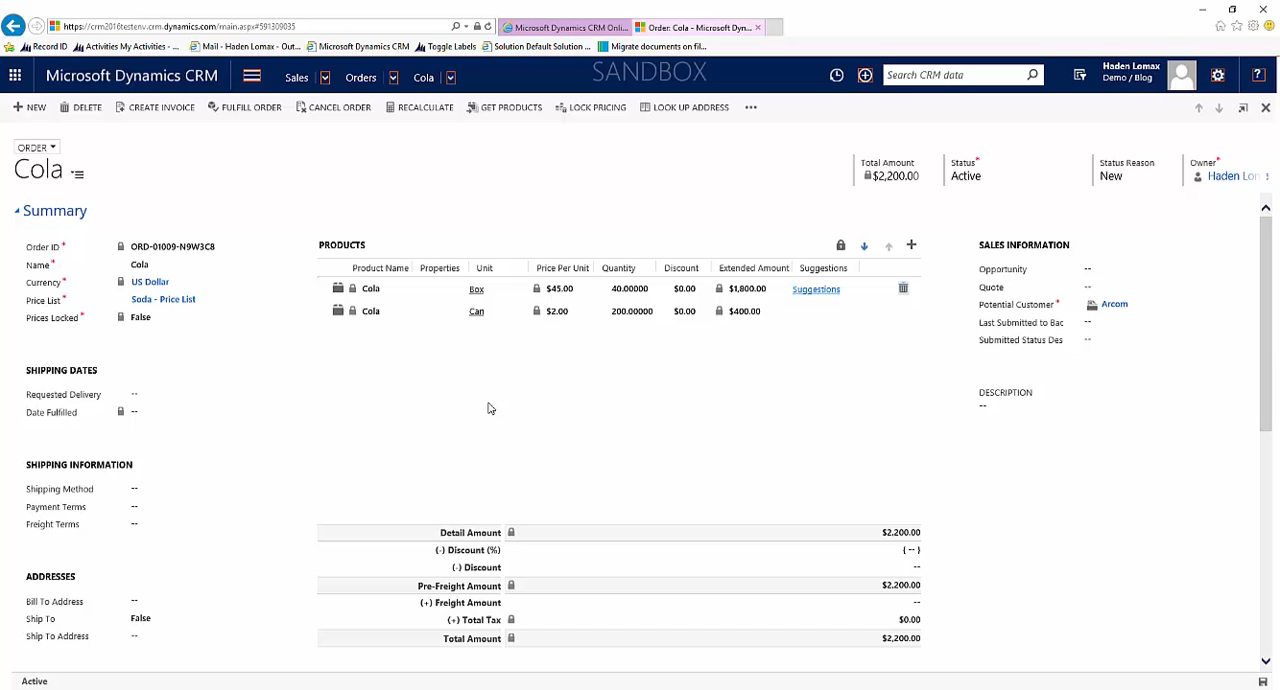 https://crm2016testenv.crm.dynamics.com/main.aspx#591309035
Microsoft Dynamics CRM Onli...
Order: Cola - Microsoft Dyn...
Record ID
Activities My Activities - ...
Mail - Haden Lomax - Out...
Microsoft Dynamics CRM
Toggle Labels
Solution Default Solution ...
Migrate documents on fil...
Microsoft Dynamics CRM
Sales
Orders
Cola
SANDBOX
Search CRM data
Haden Lomax
Demo / Blog
?
+ NEW
DELETE
CREATE INVOICE
FULFILL ORDER
CANCEL ORDER
RECALCULATE
GET PRODUCTS
LOCK PRICING
LOOK UP ADDRESS
•••
ORDER
Cola
Total Amount
$2,200.00
Status*
Active
Status Reason
New
Owner*
Haden Lon
Summary
Order ID* ORD-01009-N9W3C8
Name* Cola
Currency* US Dollar
Price List* Soda - Price List
Prices Locked* False
SHIPPING DATES
Requested Delivery --
Date Fulfilled --
SHIPPING INFORMATION
Shipping Method --
Payment Terms --
Freight Terms --
ADDRESSES
Bill To Address --
Ship To False
Ship To Address --
PRODUCTS
Product Name Properties Unit Price Per Unit Quantity Discount Extended Amount Suggestions
Cola Box $45.00 40.00000 $0.00 $1,800.00 Suggestions
Cola Can $2.00 200.00000 $0.00 $400.00
Detail Amount $2,200.00
(-) Discount (%) ( -- )
(-) Discount --
Pre-Freight Amount $2,200.00
(+) Freight Amount --
(+) Total Tax $0.00
Total Amount $2,200.00
SALES INFORMATION
Opportunity --
Quote --
Potential Customer* Arcom
Last Submitted to Bac --
Submitted Status Des --
DESCRIPTION
--
Active